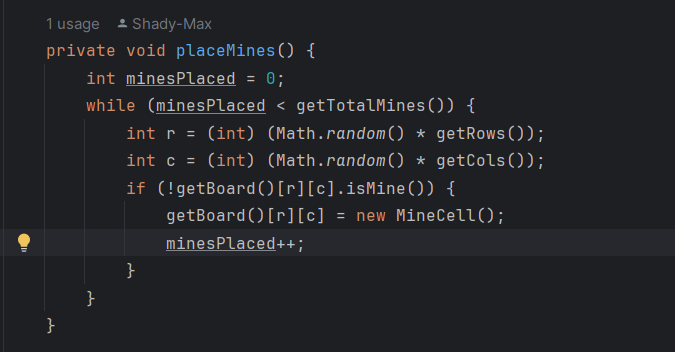 1 usage Shady-Max
private void placeMines() {
    int minesPlaced = 0;
    while (minesPlaced < getTotalMines()) {
        int r = (int) (Math.random() * getRows());
        int c = (int) (Math.random() * getCols());
        if (!getBoard()[r][c].isMine()) {
            getBoard()[r][c] = new MineCell();
            minesPlaced++;
        }
    }
}